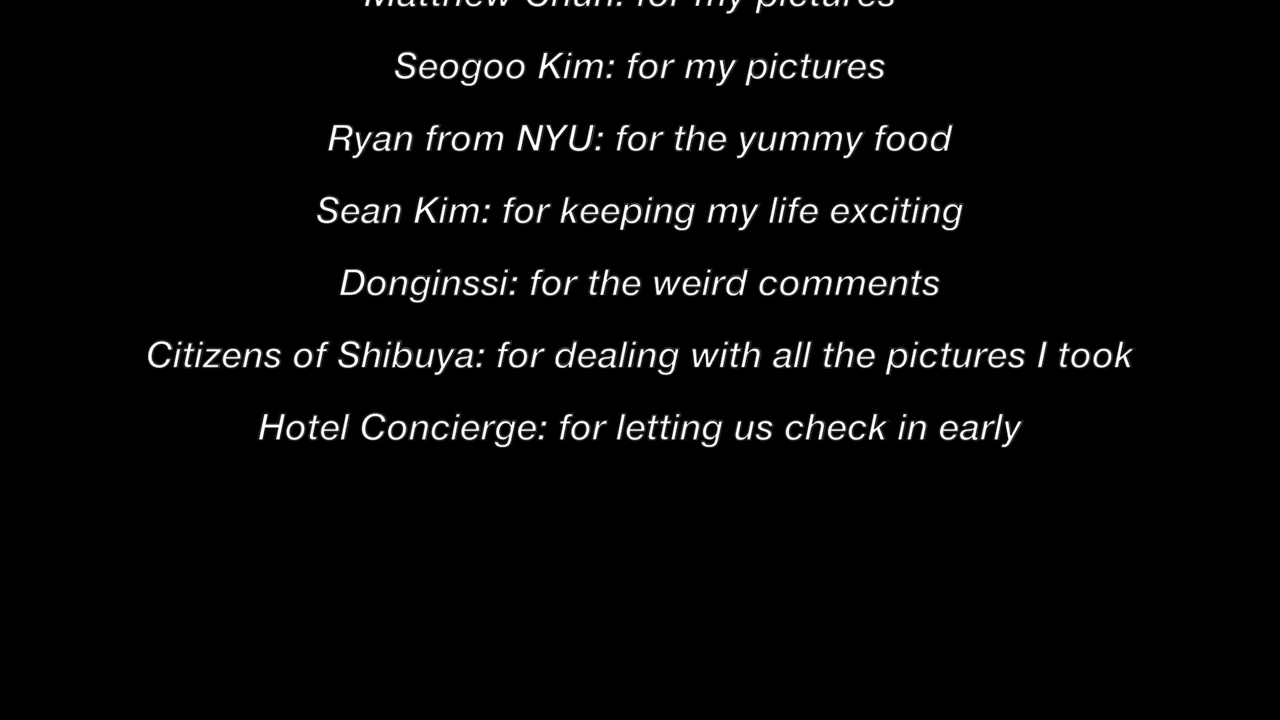 Matthew Chun: for my pictures
Seogoo Kim: for my pictures
Ryan from NYU: for the yummy food
Sean Kim: for keeping my life exciting
Donginssi: for the weird comments
Citizens of Shibuya: for dealing with all the pictures I took
Hotel Concierge: for letting us check in early